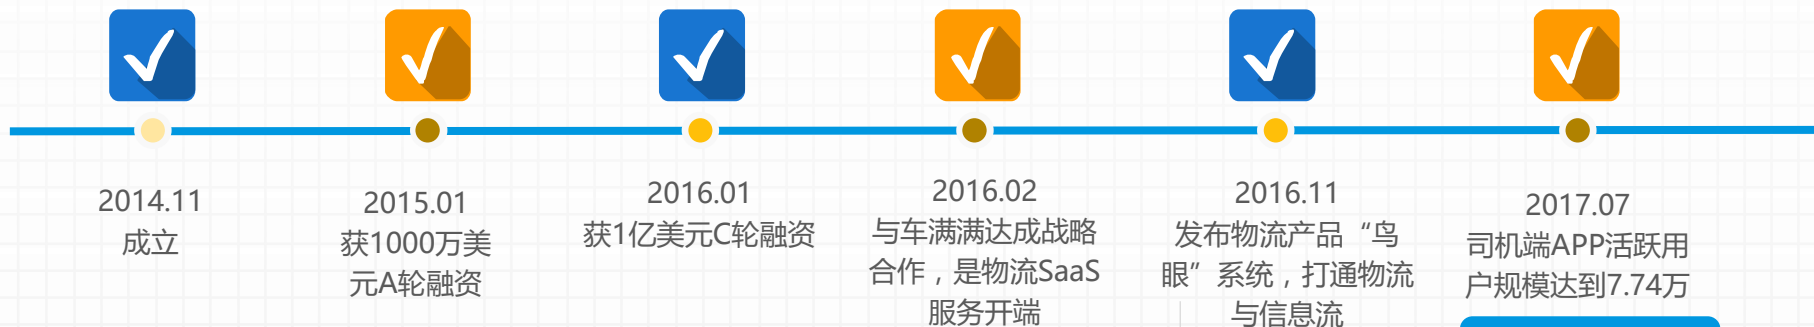 2014.11
成立
2015.01
获1000万美
元A轮融资
2016.01
获1亿美元C轮融资
2016.02
与车满满达成战略
合作，是物流SaaS
服务开端
2016.11
发布物流产品“鸟
眼”系统，打通物流
与信息流
2017.07
司机端APP活跃用
户规模达到7.74万